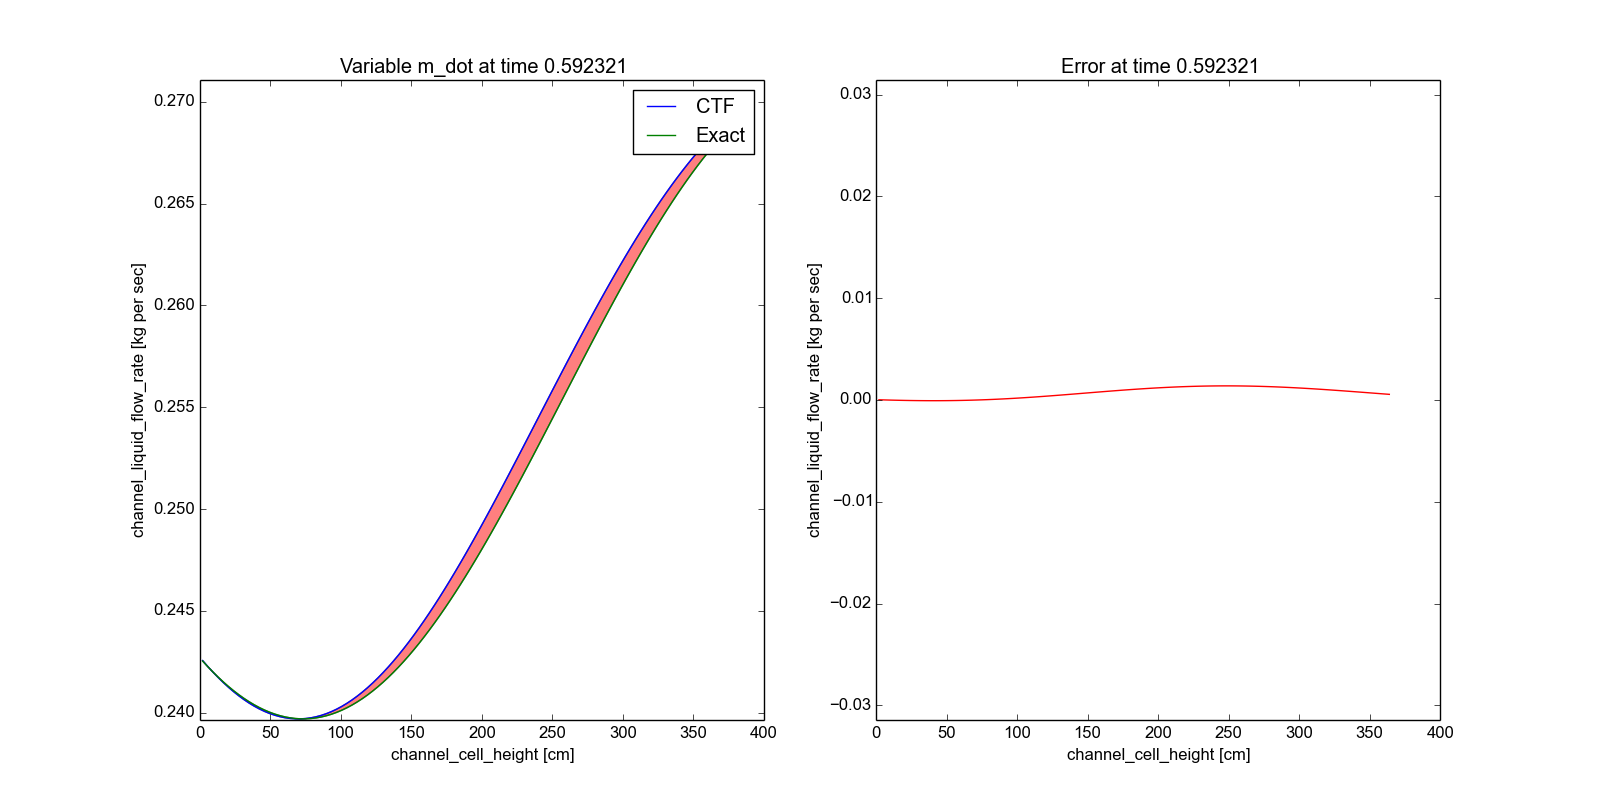 Variable m_dot at time 0.592321
CTF
Exact
0.270
0.265
0.260
0.255
0.250
0.245
0.240
channel_liquid_flow_rate [kg per sec]
0 50 100 150 200 250 300 350 400
channel_cell_height [cm]
Error at time 0.592321
0.03
0.02
0.01
0.00
−0.01
−0.02
−0.03
channel_liquid_flow_rate [kg per sec]
0 50 100 150 200 250 300 350 400
channel_cell_height [cm]